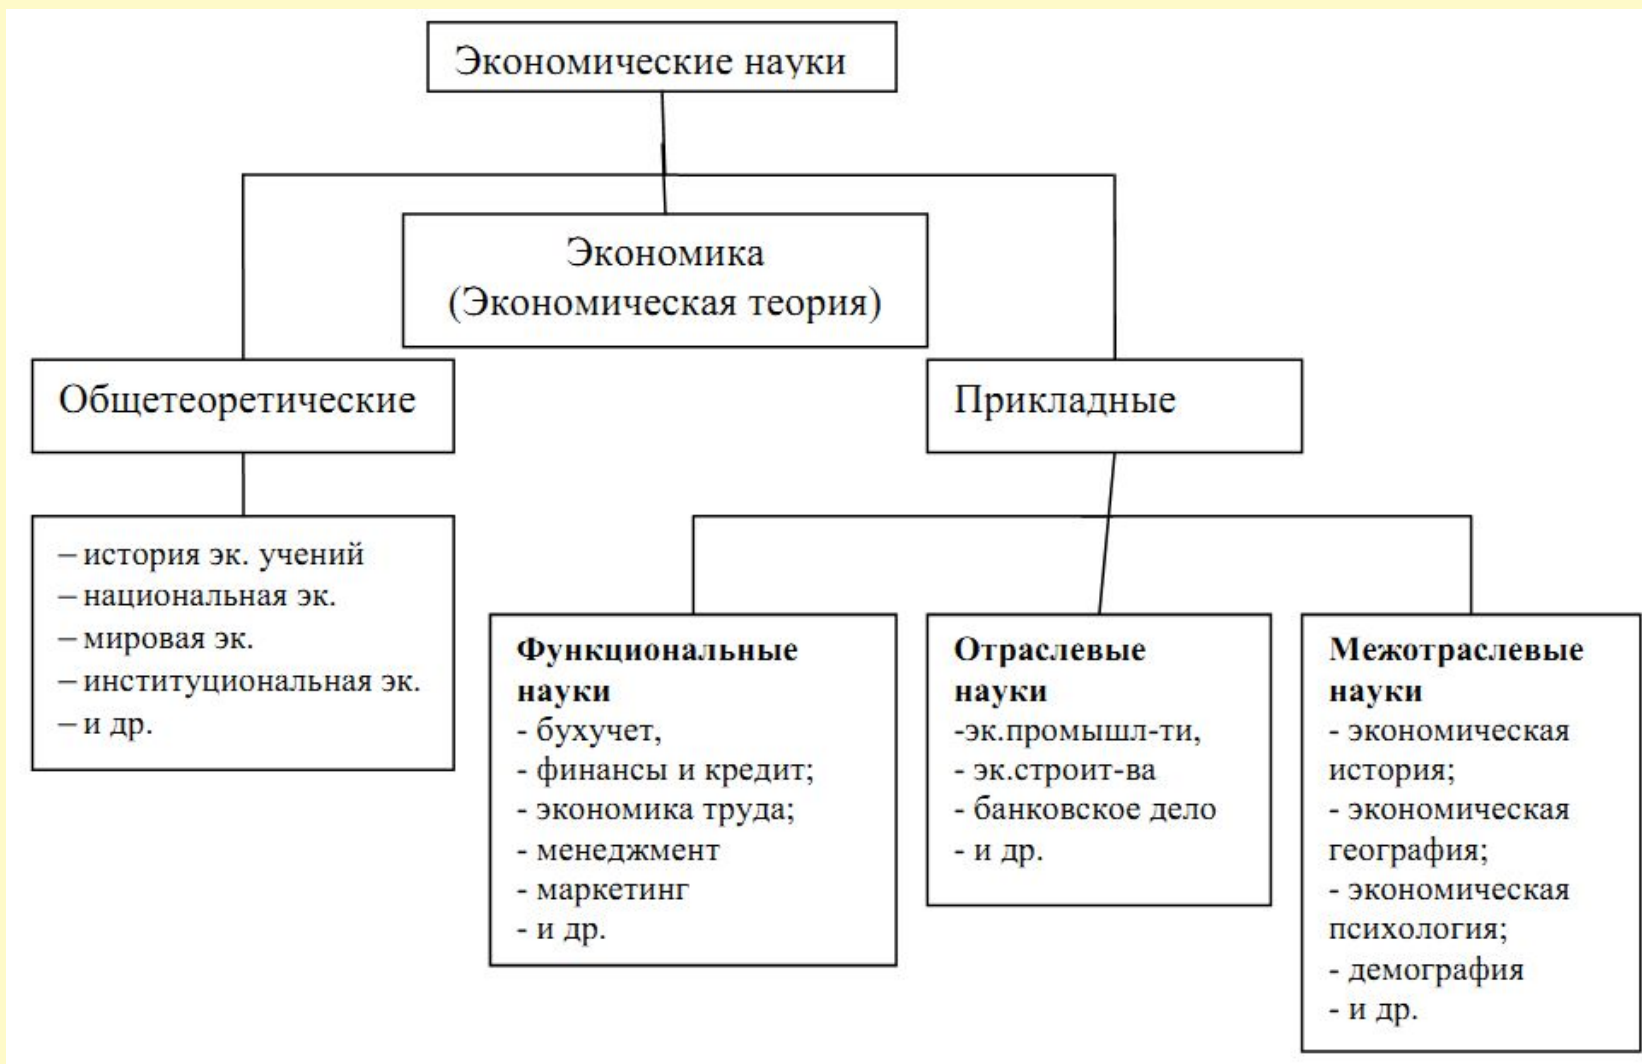 Экономические науки
Экономика
(Экономическая теория)
Общетеоретические
Прикладные
– история эк. учений
– национальная эк.
– мировая эк.
– институциональная эк.
– и др.
Функциональные
науки
- бухучет,
- финансы и кредит;
- экономика труда;
- менеджмент
- маркетинг
- и др.
Отраслевые
науки
-эк.промышл-ти,
- эк.строит-ва
- банковское дело
- и др.
Межотраслевые
науки
- экономическая
история;
- экономическая
география;
- экономическая
психология;
- демография
- и др.